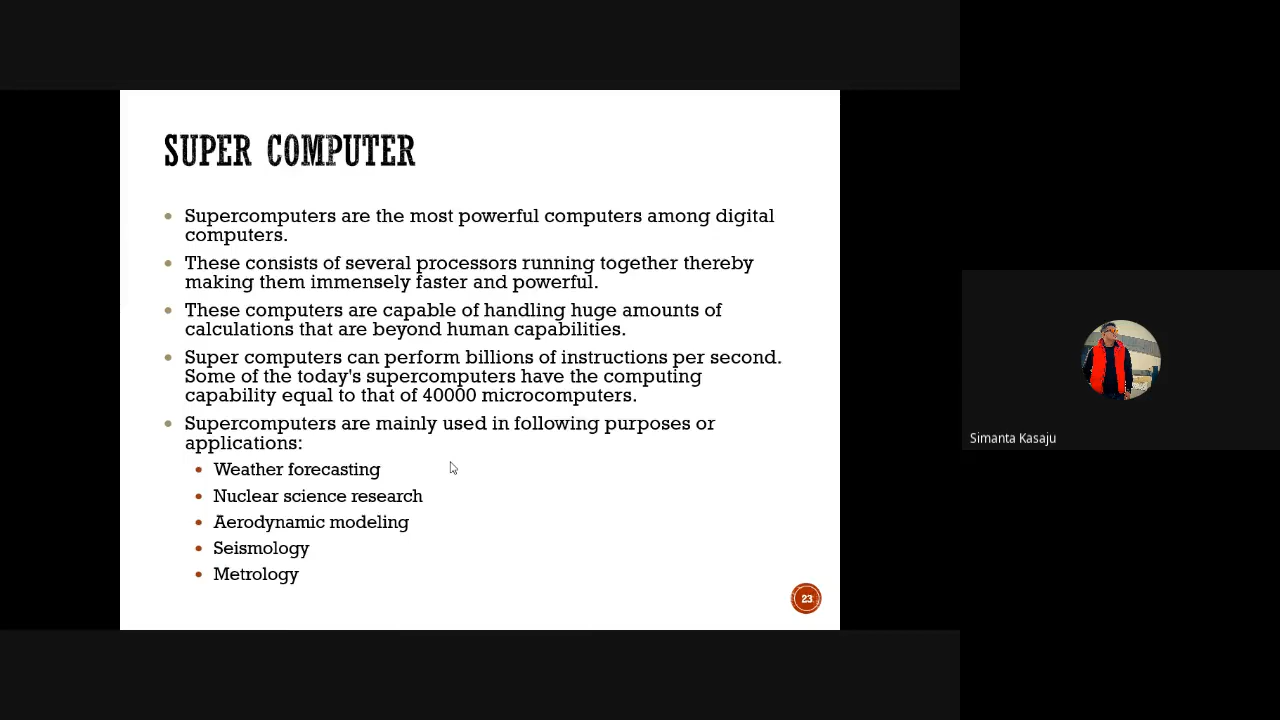 SUPER COMPUTER
Supercomputers are the most powerful computers among digital
computers.
These consists of several processors running together thereby
making them immensely faster and powerful.
These computers are capable of handling huge amounts of
calculations that are beyond human capabilities.
Super computers can perform billions of instructions per second.
Some of the today's supercomputers have the computing
capability equal to that of 40000 microcomputers.
Supercomputers are mainly used in following purposes or
applications:
Weather forecasting
Nuclear science research
Aerodynamic modeling
Seismology
Metrology
23
Simanta Kasaju